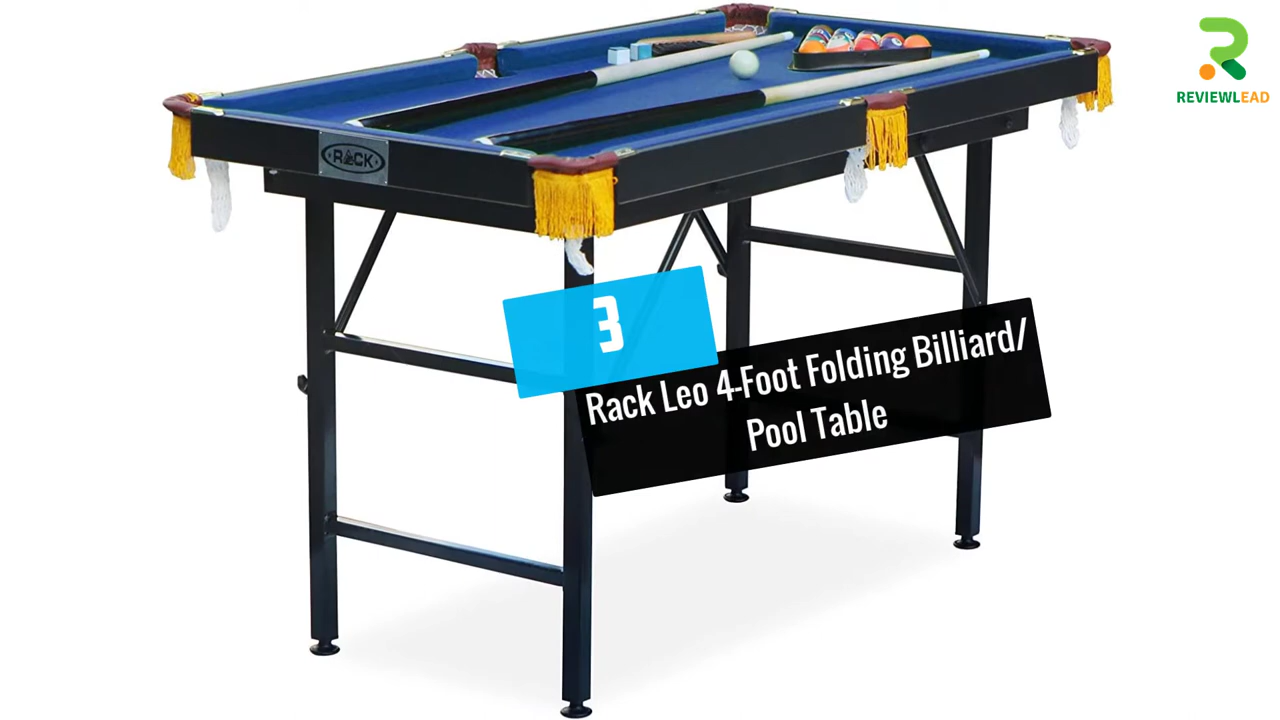 REVIEWLEAD
RACK
3
Rack Leo 4-Foot Folding Billiard/
Pool Table